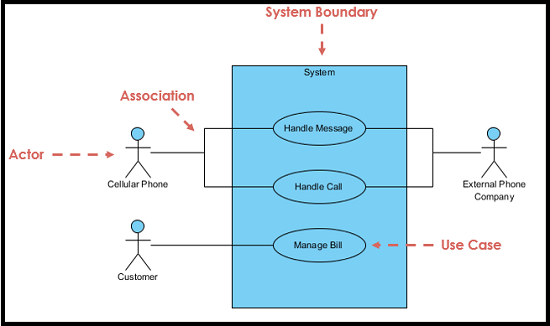 System Boundary
System
Association
Handle Message
Actor
Cellular Phone
Handle Call
External Phone
Company
Manage Bill
Use Case
Customer